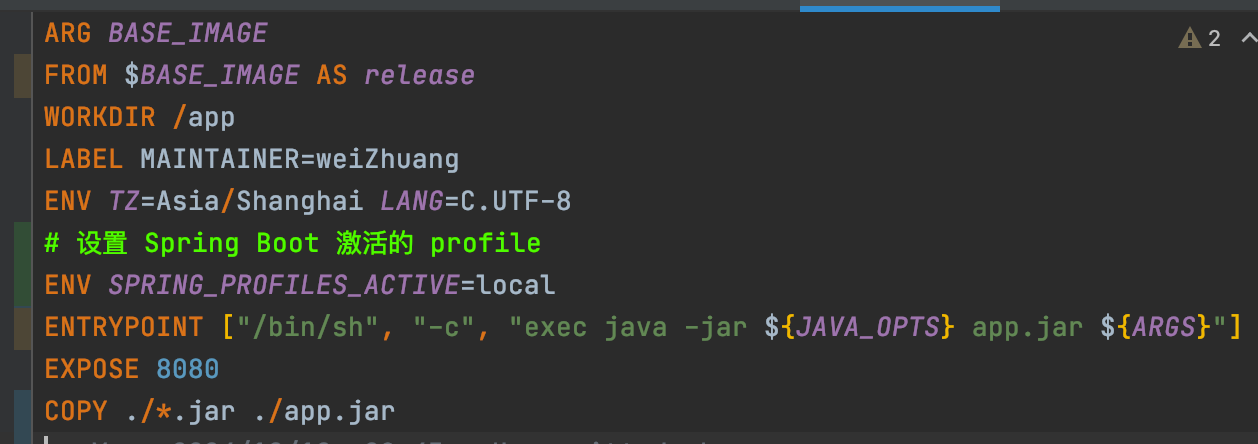 ARG BASE_IMAGE
2
FROM $BASE_IMAGE AS release
WORKDIR /app
LABEL MAINTAINER=weiZhuang
ENV TZ=Asia/Shanghai LANG=C.UTF-8
# 设置 Spring Boot 激活的 profile
ENV SPRING_PROFILES_ACTIVE=local
ENTRYPOINT ["/bin/sh", "-c", "exec java -jar ${JAVA_OPTS} app.jar ${ARGS}"]
EXPOSE 8080
COPY ./*.jar ./app.jar